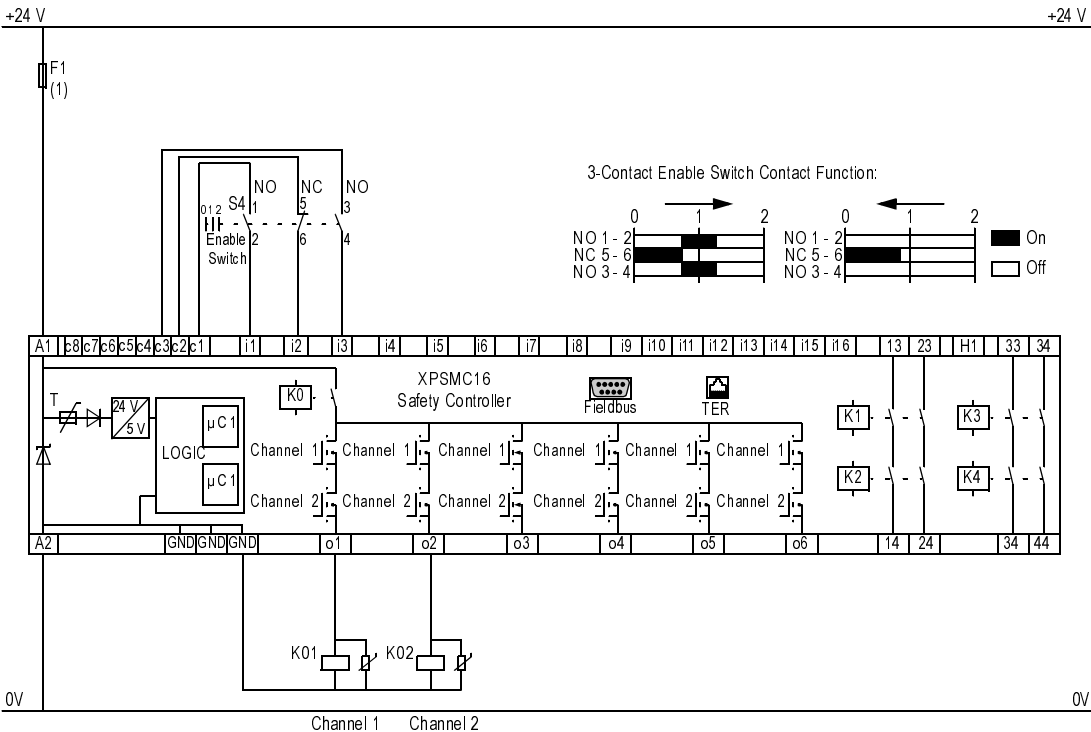 +24 V +24 V
F1
(1)
3-Contact Enable Switch Contact Function:
NO NC NO
S4 1 5 3
0 1 2
2 6 4
Enable
Switch
0 1 2 0 1 2
NO 1 - 2 NO 1 - 2 On
NC 5 - 6 NC 5 - 6
NO 3 - 4 NO 3 - 4 Off
A1 c8 c7 c6 c5 c4 c3 c2 c1 i1 i2 i3 i4 i5 i6 i7 i8 i9 i10 i11 i12 i13 i14 i15 i16 13 23 H1 33 34
XPSMC16
Safety Controller
K0
Fieldbus TER
T
24 V
5 V
μC1
LOGIC
μC1
K1 K3
Channel 1 Channel 1 Channel 1 Channel 1 Channel 1 Channel 1
K2 K4
Channel 2 Channel 2 Channel 2 Channel 2 Channel 2 Channel 2
A2 GND GND GND o1 o2 o3 o4 o5 o6 14 24 34 44
K01 K02
0V 0V
Channel 1 Channel 2